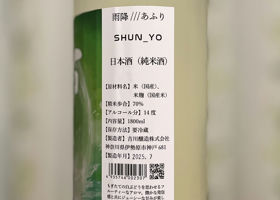 雨降///あふり
SHUN_YO
日本酒（純米酒）
【原材料名】米（国産）、
米麹（国産米）
【精米歩合】70%
【アルコール分】14度
【内容量】1800ml
【保存方法】要冷蔵
【製造者】吉川醸造株式会社
神奈川県伊勢原市神戸681
【製造年月】2025.7